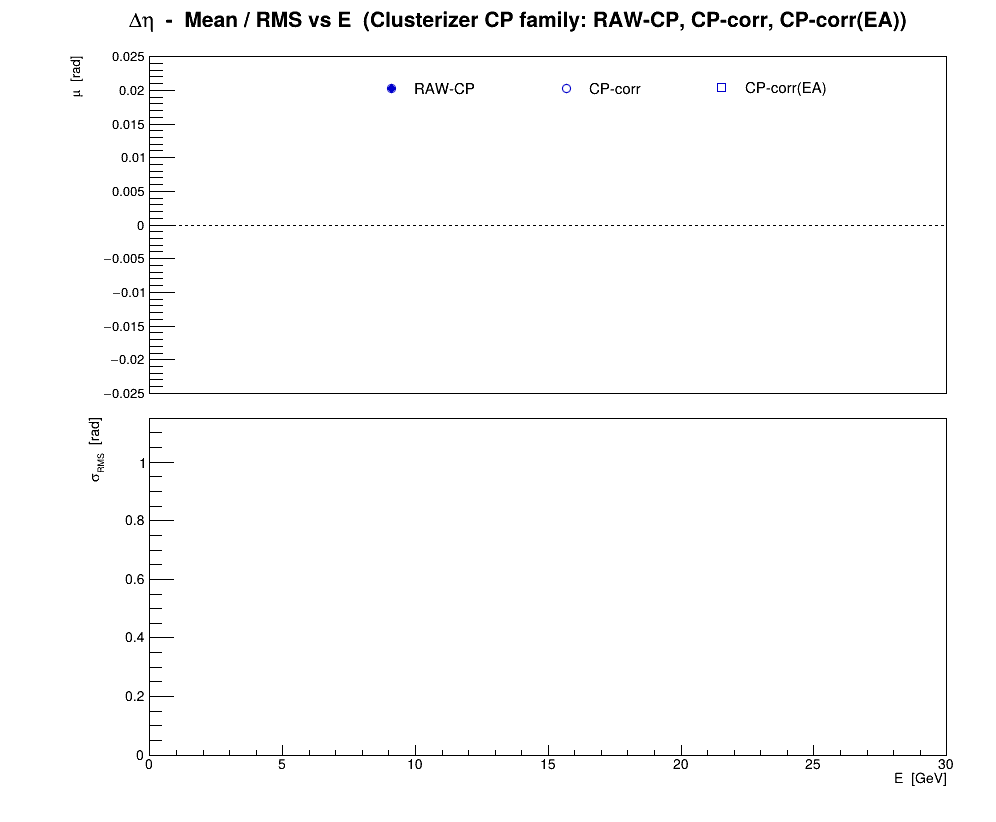 Δη - Mean / RMS vs E (Clusterizer CP family: RAW-CP, CP-corr, CP-corr(EA))
μ [rad]
0.025
RAW-CP CP-corr CP-corr(EA)
0.02
0.015
0.01
0.005
0
−0.005
−0.01
−0.015
−0.02
−0.025
σRMS [rad]
1
0.8
0.6
0.4
0.2
0
0 5 10 15 20 25 30
E [GeV]